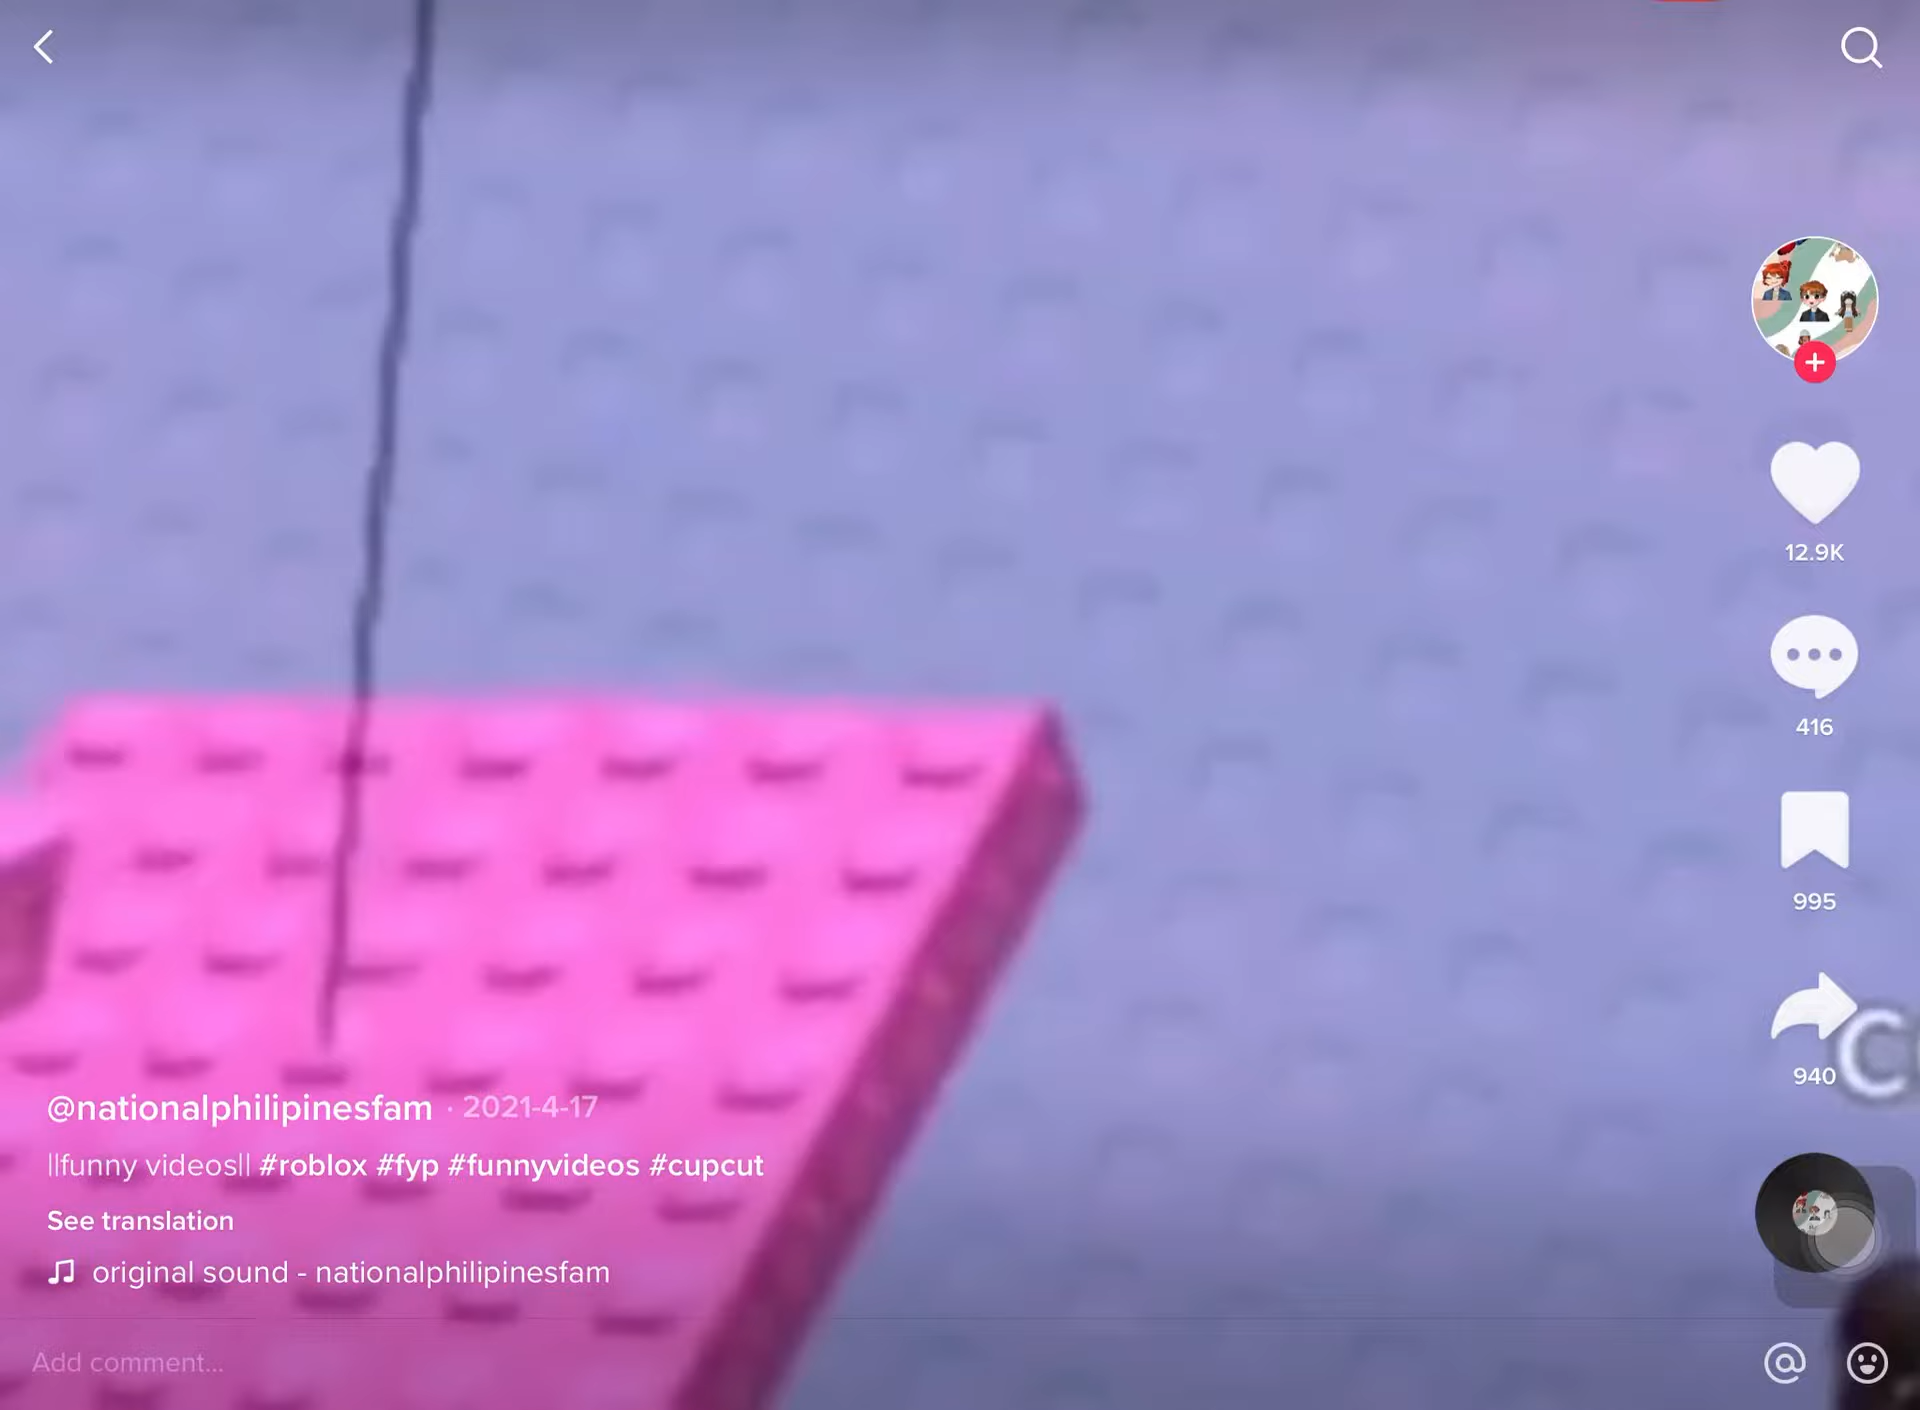 12.9K
416
995
940
@nationalphilipinesfam · 2021-4-17
||funny videos|| #roblox #fyp #funnyvideos #cupcut
See translation
original sound - nationalphilipinesfam
Add comment...